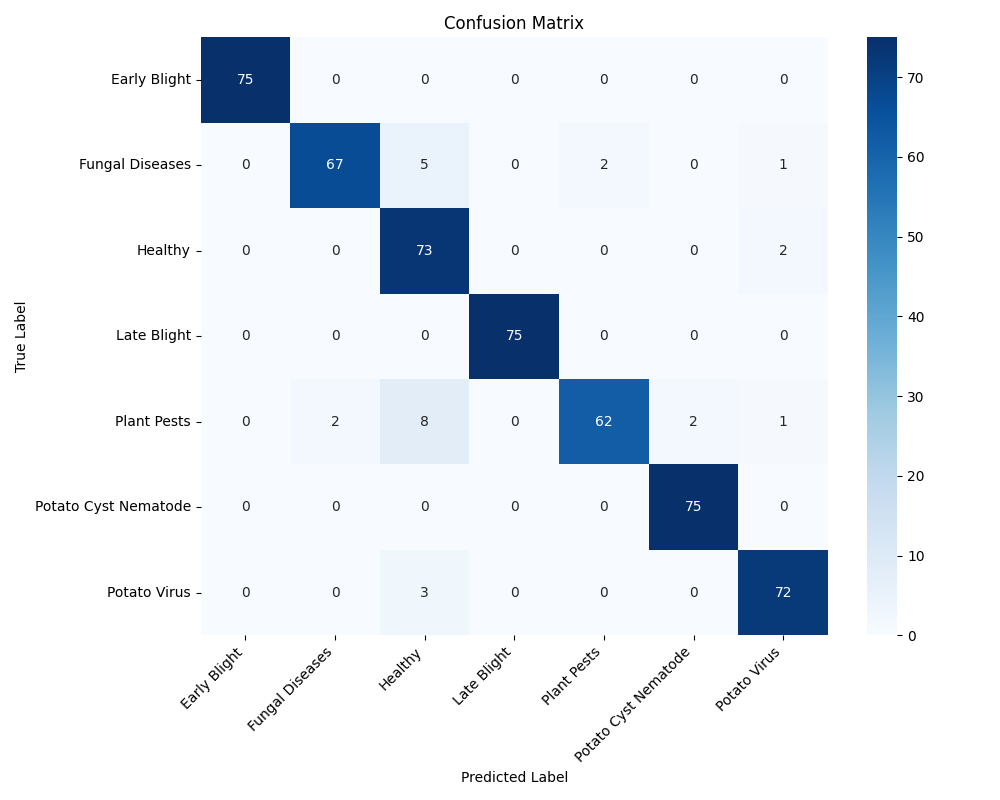 Confusion Matrix
True Label
Early Blight 75 0 0 0 0 0 0
Fungal Diseases 0 67 5 0 2 0 1
Healthy 0 0 73 0 0 0 2
Late Blight 0 0 0 75 0 0 0
Plant Pests 0 2 8 0 62 2 1
Potato Cyst Nematode 0 0 0 0 0 75 0
Potato Virus 0 0 3 0 0 0 72
Early Blight
Fungal Diseases
Healthy
Late Blight
Plant Pests
Potato Cyst Nematode
Potato Virus
Predicted Label
70
60
50
40
30
20
10
0